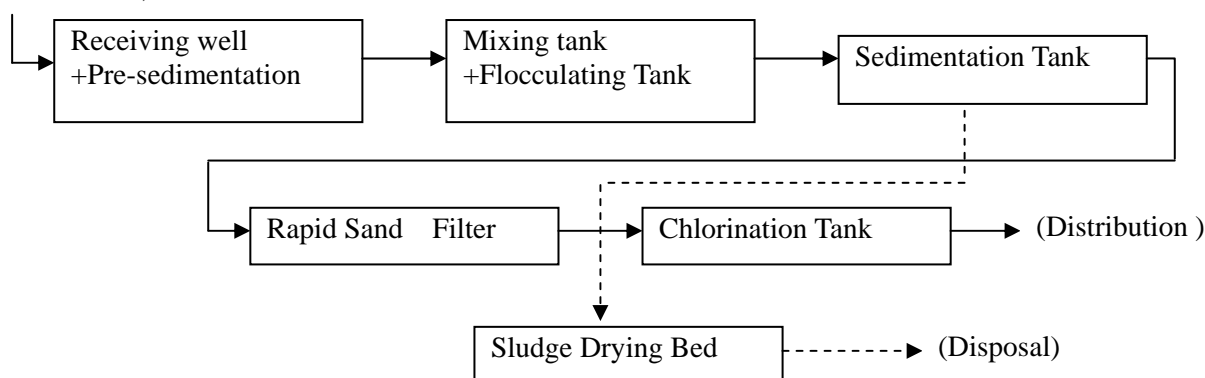 Receiving well
+Pre-sedimentation
Mixing tank
+Flocculating Tank
Sedimentation Tank
Rapid Sand Filter
Chlorination Tank
(Distribution )
Sludge Drying Bed
(Disposal)